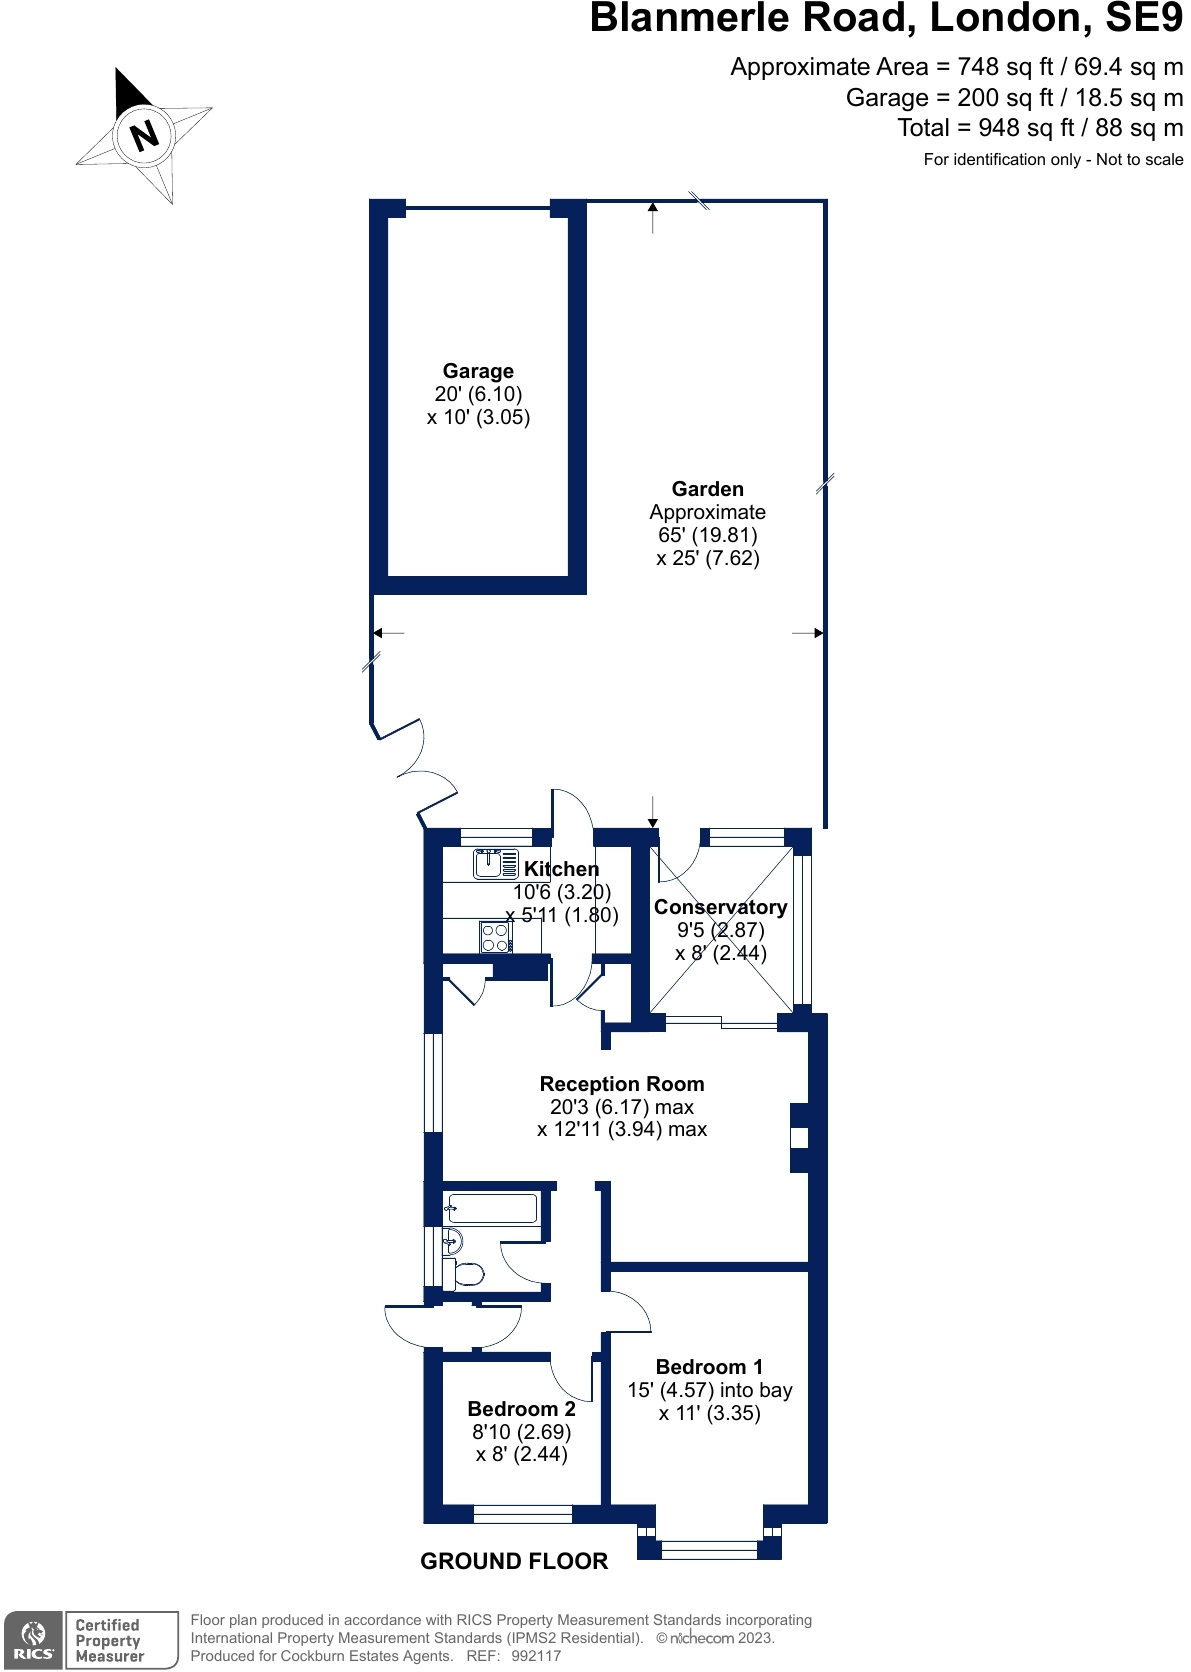 Blanmerle Road, London, SE9
Approximate Area = 748 sq ft / 69.4 sq m
Garage = 200 sq ft / 18.5 sq m
Total = 948 sq ft / 88 sq m
For identification only - Not to scale
N
Garage
20' (6.10)
x 10' (3.05)
Garden
Approximate
65' (19.81)
x 25' (7.62)
Kitchen
10'6 (3.20)
x 5'11 (1.80)
Conservatory
9'5 (2.87)
x 8' (2.44)
Reception Room
20'3 (6.17) max
x 12'11 (3.94) max
Bedroom 1
15' (4.57) into bay
x 11' (3.35)
Bedroom 2
8'10 (2.69)
x 8' (2.44)
GROUND FLOOR
RICS
Certified
Property
Measurer
Floor plan produced in accordance with RICS Property Measurement Standards incorporating
International Property Measurement Standards (IPMS2 Residential). © nichecom 2023.
Produced for Cockburn Estates Agents. REF: 992117